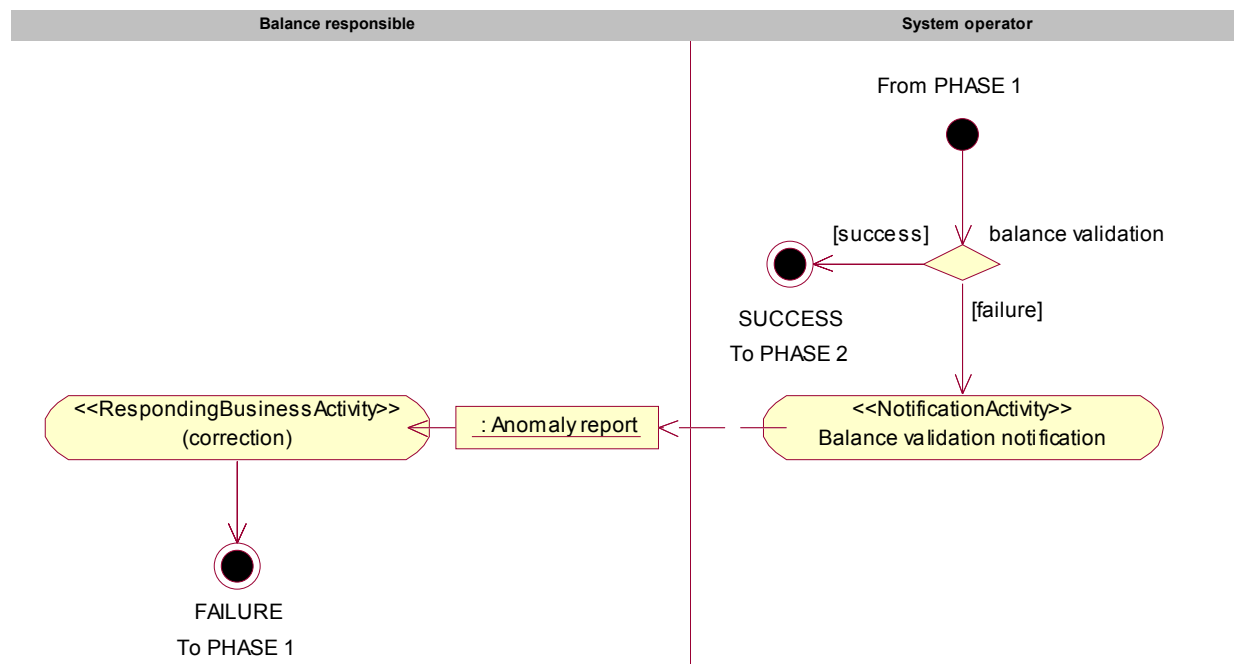 Balance responsible
System operator
From PHASE 1
[success]
balance validation
[failure]
SUCCESS
To PHASE 2
<<RespondingBusinessActivity>>
(correction)
: Anomaly report
<<NotificationActivity>>
Balance validation notification
FAILURE
To PHASE 1